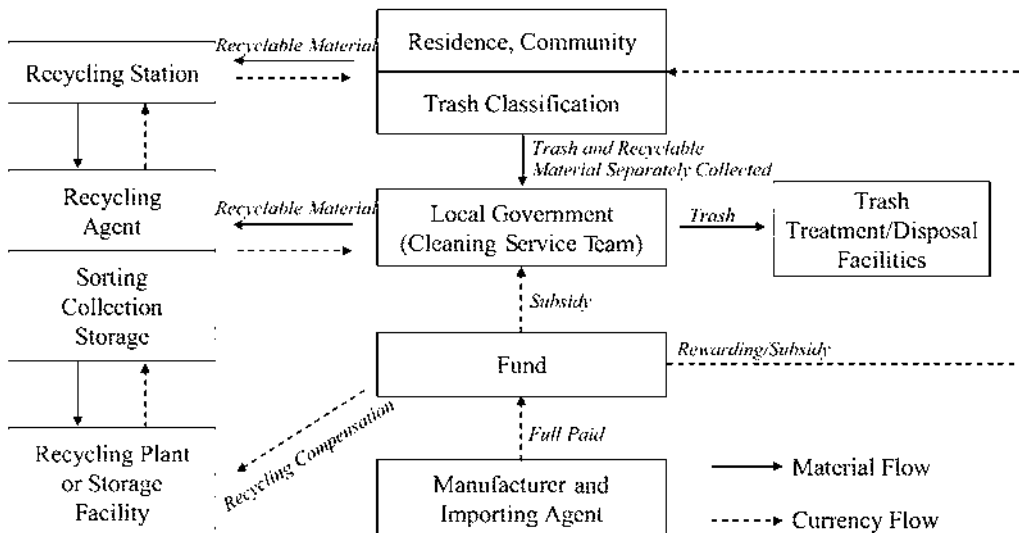 Recyclable Material
Residence, Community
Recycling Station
Trash Classification
Trash and Recyclable
Material Separately Collected
Recycling
Agent
Recyclable Material
Local Government
(Cleaning Service Team)
Trash
Trash
Treatment/Disposal
Facilities
Sorting
Collection
Storage
Subsidy
Fund
Rewarding/Subsidy
Recycling Compensation
Full Paid
Recycling Plant
or Storage
Facility
Manufacturer and
Importing Agent
Material Flow
Currency Flow